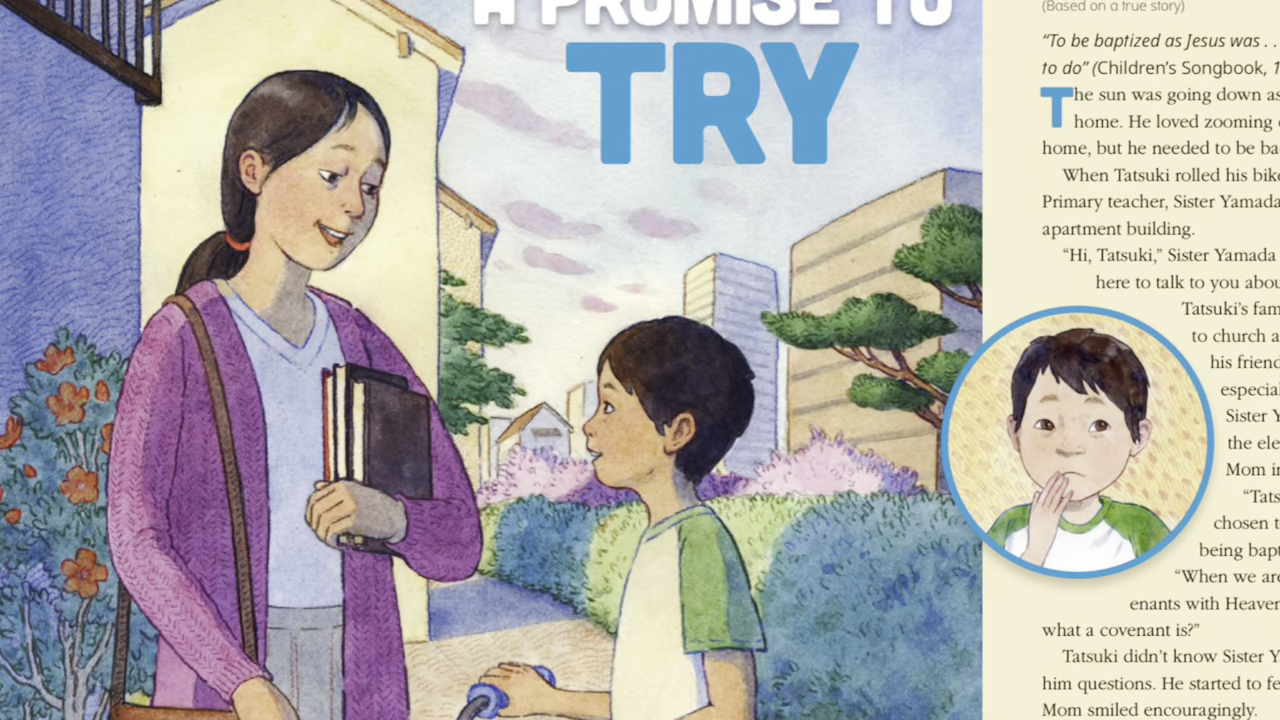 A PROMISE TO
TRY
(Based on a true story)
“To be baptized as Jesus was . .
to do” (Children’s Songbook, 1
The sun was going down as
home. He loved zooming
home, but he needed to be ba
When Tatsuki rolled his bike
Primary teacher, Sister Yamada
apartment building.
“Hi, Tatsuki,” Sister Yamada
here to talk to you abou
Tatsuki’s fam
to church a
his friend
especial
Sister Y
the ele
Mom in
“Tats
chosen t
being bap
“When we are
enants with Heaven
what a covenant is?”
Tatsuki didn’t know Sister Y
him questions. He started to fe
Mom smiled encouragingly.